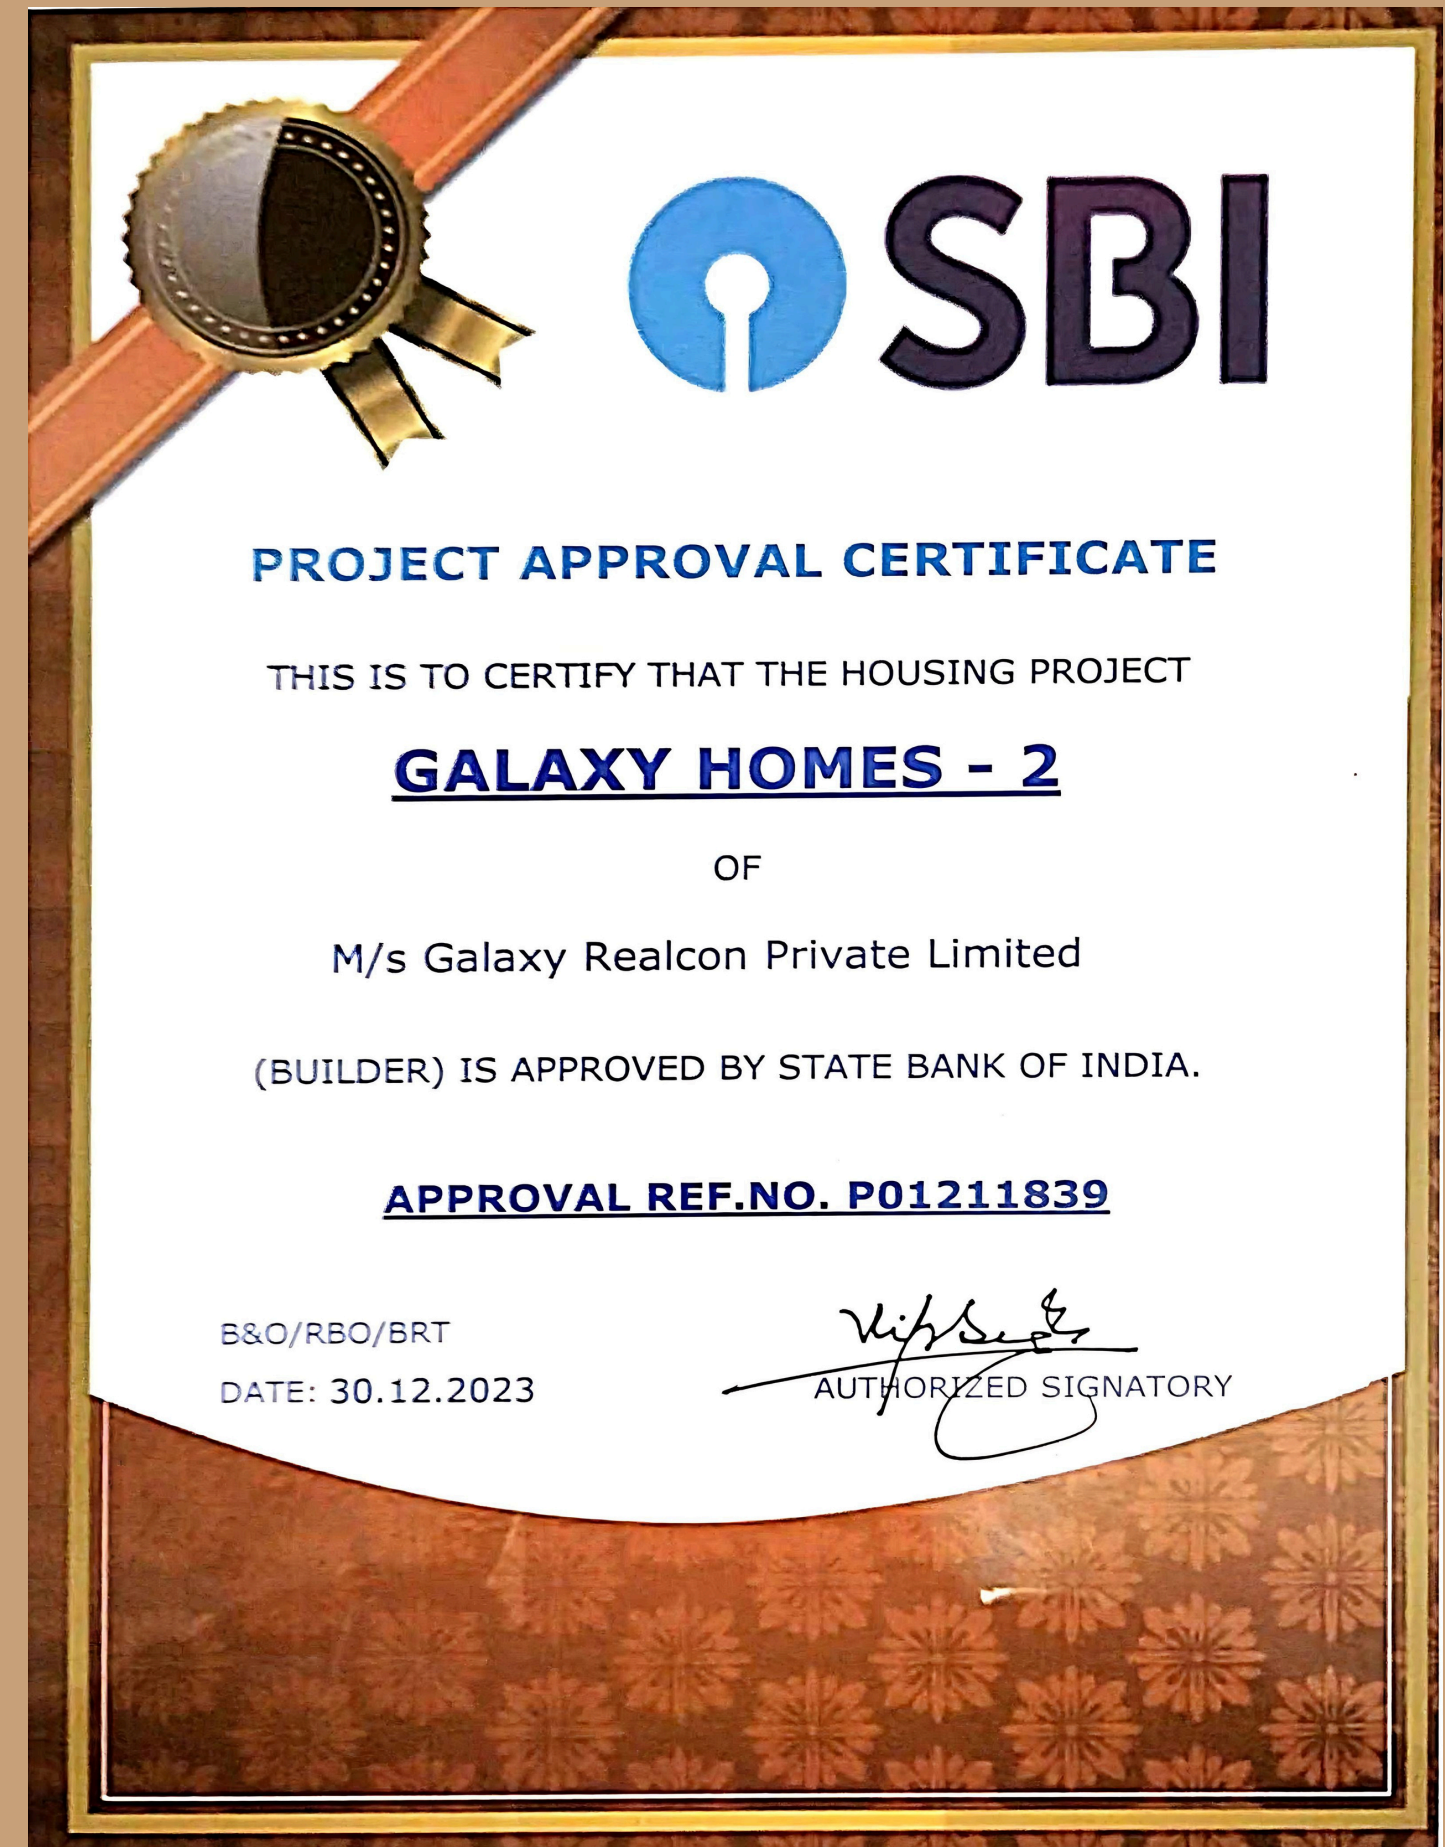 SBI
PROJECT APPROVAL CERTIFICATE
THIS IS TO CERTIFY THAT THE HOUSING PROJECT
GALAXY HOMES - 2
OF
M/s Galaxy Realcon Private Limited
(BUILDER) IS APPROVED BY STATE BANK OF INDIA.
APPROVAL REF.NO. P01211839
B&O/RBO/BRT
DATE: 30.12.2023
AUTHORIZED SIGNATORY